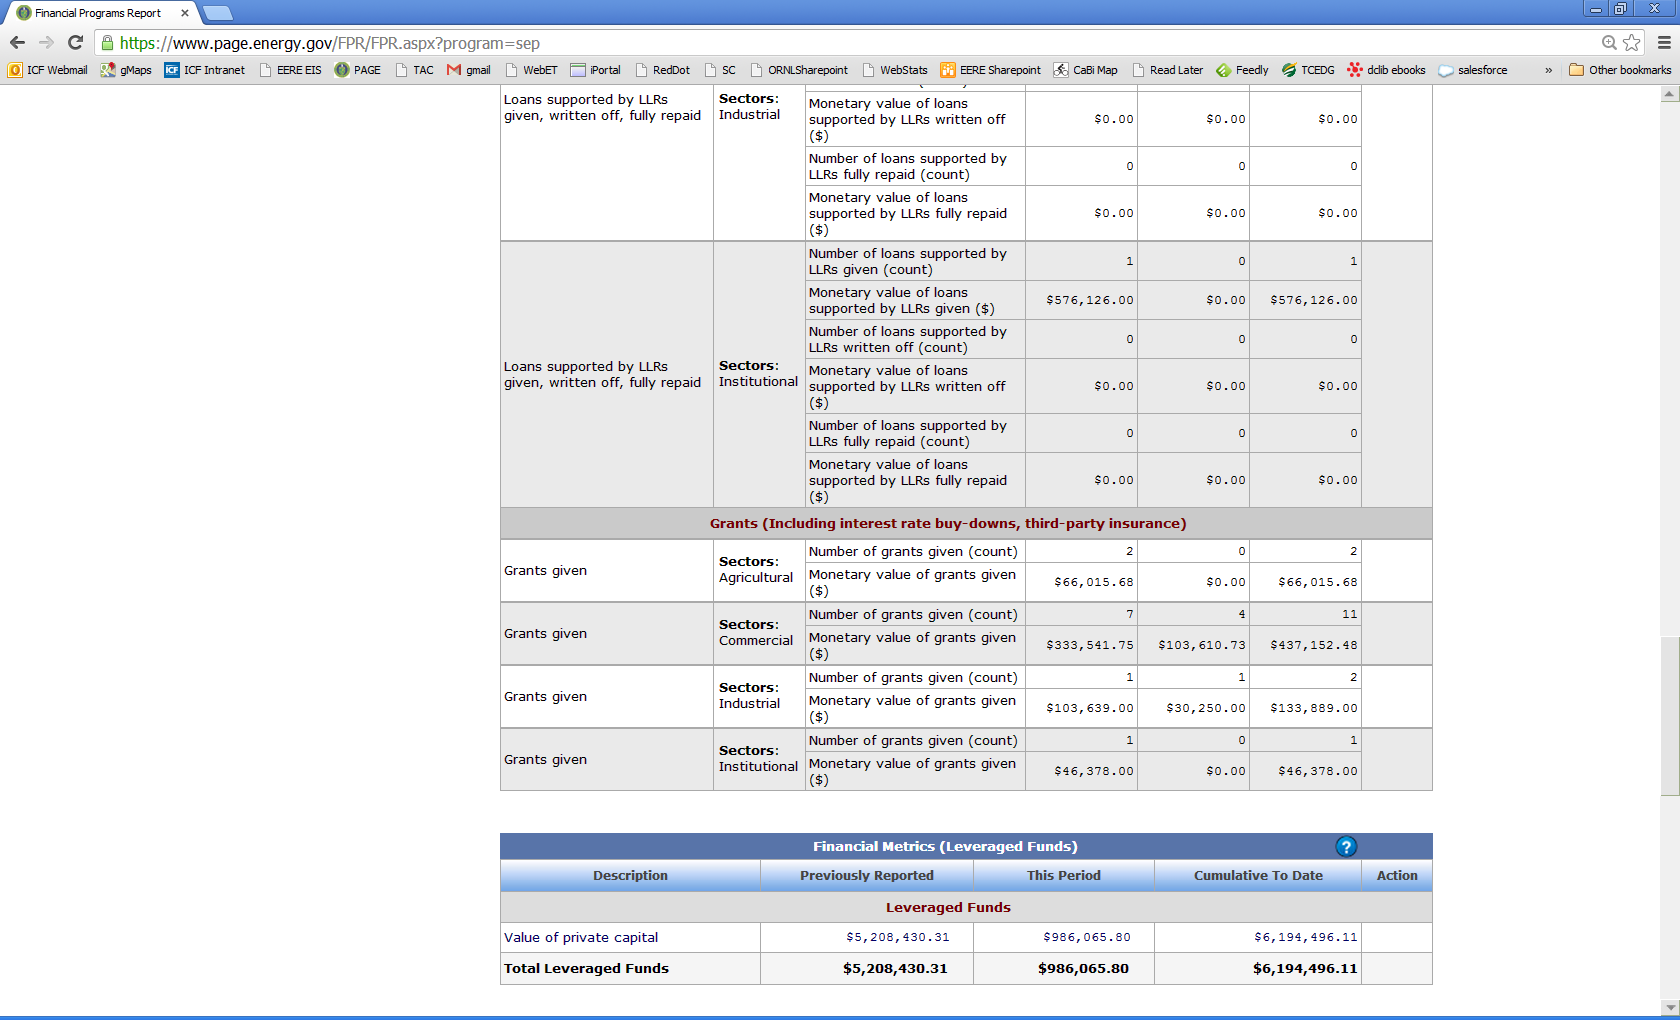 Financial Programs Report
https://www.page.energy.gov/FPR/FPR.aspx?program=sep
ICF Webmail gMaps ICF ICF Intranet EERE EIS PAGE TAC gmail WebET iPortal RedDot SC ORNLSharepoint WebStats EERE Sharepoint CaBi Map Read Later Feedly TCEDG dclib ebooks salesforce » Other bookmarks
Loans supported by LLRs
given, written off, fully repaid
Sectors:
Industrial
Monetary value of loans
supported by LLRs written off
($)
$0.00 $0.00 $0.00
Number of loans supported by
LLRs fully repaid (count)
0 0 0
Monetary value of loans
supported by LLRs fully repaid
($)
$0.00 $0.00 $0.00
Loans supported by LLRs
given, written off, fully repaid
Sectors:
Institutional
Number of loans supported by
LLRs given (count)
1 0 1
Monetary value of loans
supported by LLRs given ($)
$576,126.00 $0.00 $576,126.00
Number of loans supported by
LLRs written off (count)
0 0 0
Monetary value of loans
supported by LLRs written off
($)
$0.00 $0.00 $0.00
Number of loans supported by
LLRs fully repaid (count)
0 0 0
Monetary value of loans
supported by LLRs fully repaid
($)
$0.00 $0.00 $0.00
Grants (Including interest rate buy-downs, third-party insurance)
Grants given
Sectors:
Agricultural
Number of grants given (count) 2 0 2
Monetary value of grants given
($)
$66,015.68 $0.00 $66,015.68
Grants given
Sectors:
Commercial
Number of grants given (count) 7 4 11
Monetary value of grants given
($)
$333,541.75 $103,610.73 $437,152.48
Grants given
Sectors:
Industrial
Number of grants given (count) 1 1 2
Monetary value of grants given
($)
$103,639.00 $30,250.00 $133,889.00
Grants given
Sectors:
Institutional
Number of grants given (count) 1 0 1
Monetary value of grants given
($)
$46,378.00 $0.00 $46,378.00
Financial Metrics (Leveraged Funds) ?
Description Previously Reported This Period Cumulative To Date Action
Leveraged Funds
Value of private capital $5,208,430.31 $986,065.80 $6,194,496.11
Total Leveraged Funds $5,208,430.31 $986,065.80 $6,194,496.11